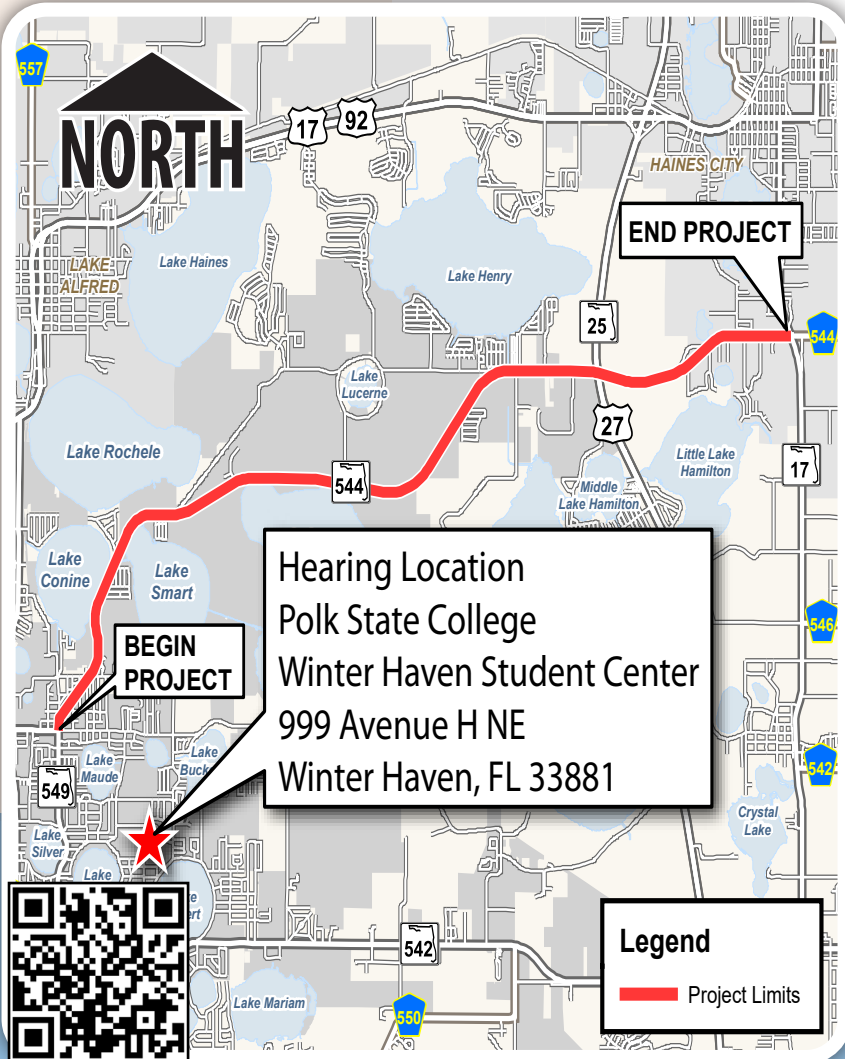 557
NORTH
17
92
HAINES CITY
END PROJECT
LAKE
ALFRED
Lake Haines
Lake Henry
25
544
Lake
Lucerne
27
Lake Rochele
Little Lake
Hamilton
17
544
Middle
Lake Hamilton
Lake
Conine
Lake
Smart
Hearing Location
Polk State College
Winter Haven Student Center
999 Avenue H NE
Winter Haven, FL 33881
546
BEGIN
PROJECT
Lake
Maude
Lake
Buck
542
549
Crystal
Lake
Lake
Silver
Lake
542
Legend
Project Limits
Lake Mariam
550